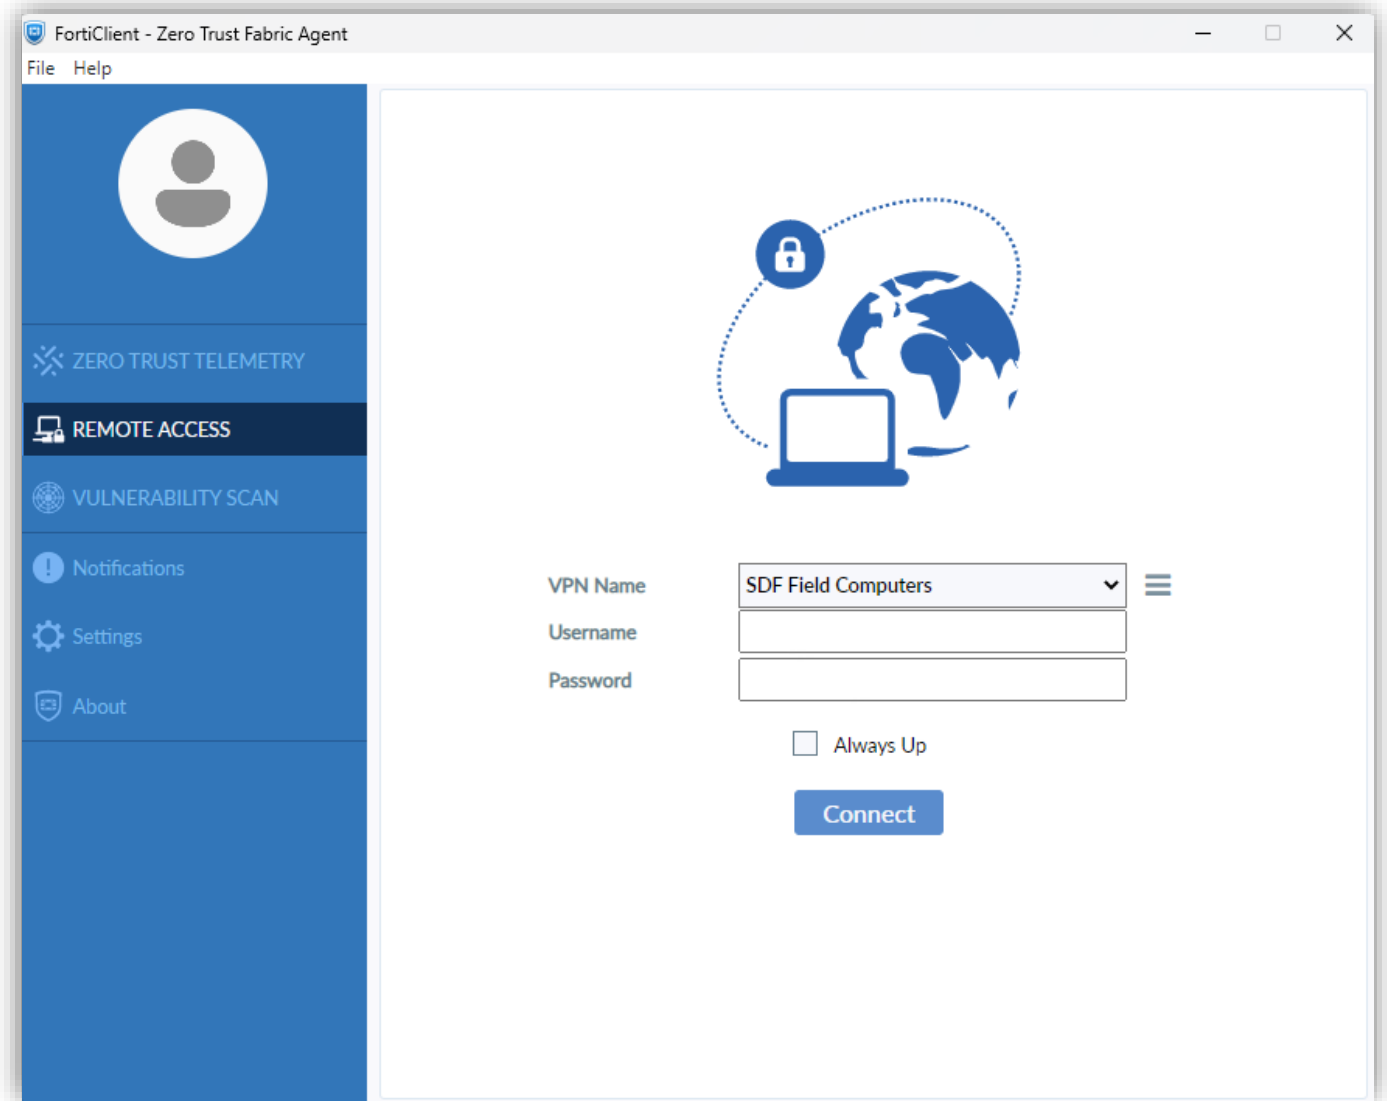 FortiClient - Zero Trust Fabric Agent
File Help
ZERO TRUST TELEMETRY
REMOTE ACCESS
VULNERABILITY SCAN
Notifications
Settings
About
VPN Name SDF Field Computers
Username
Password
Always Up
Connect